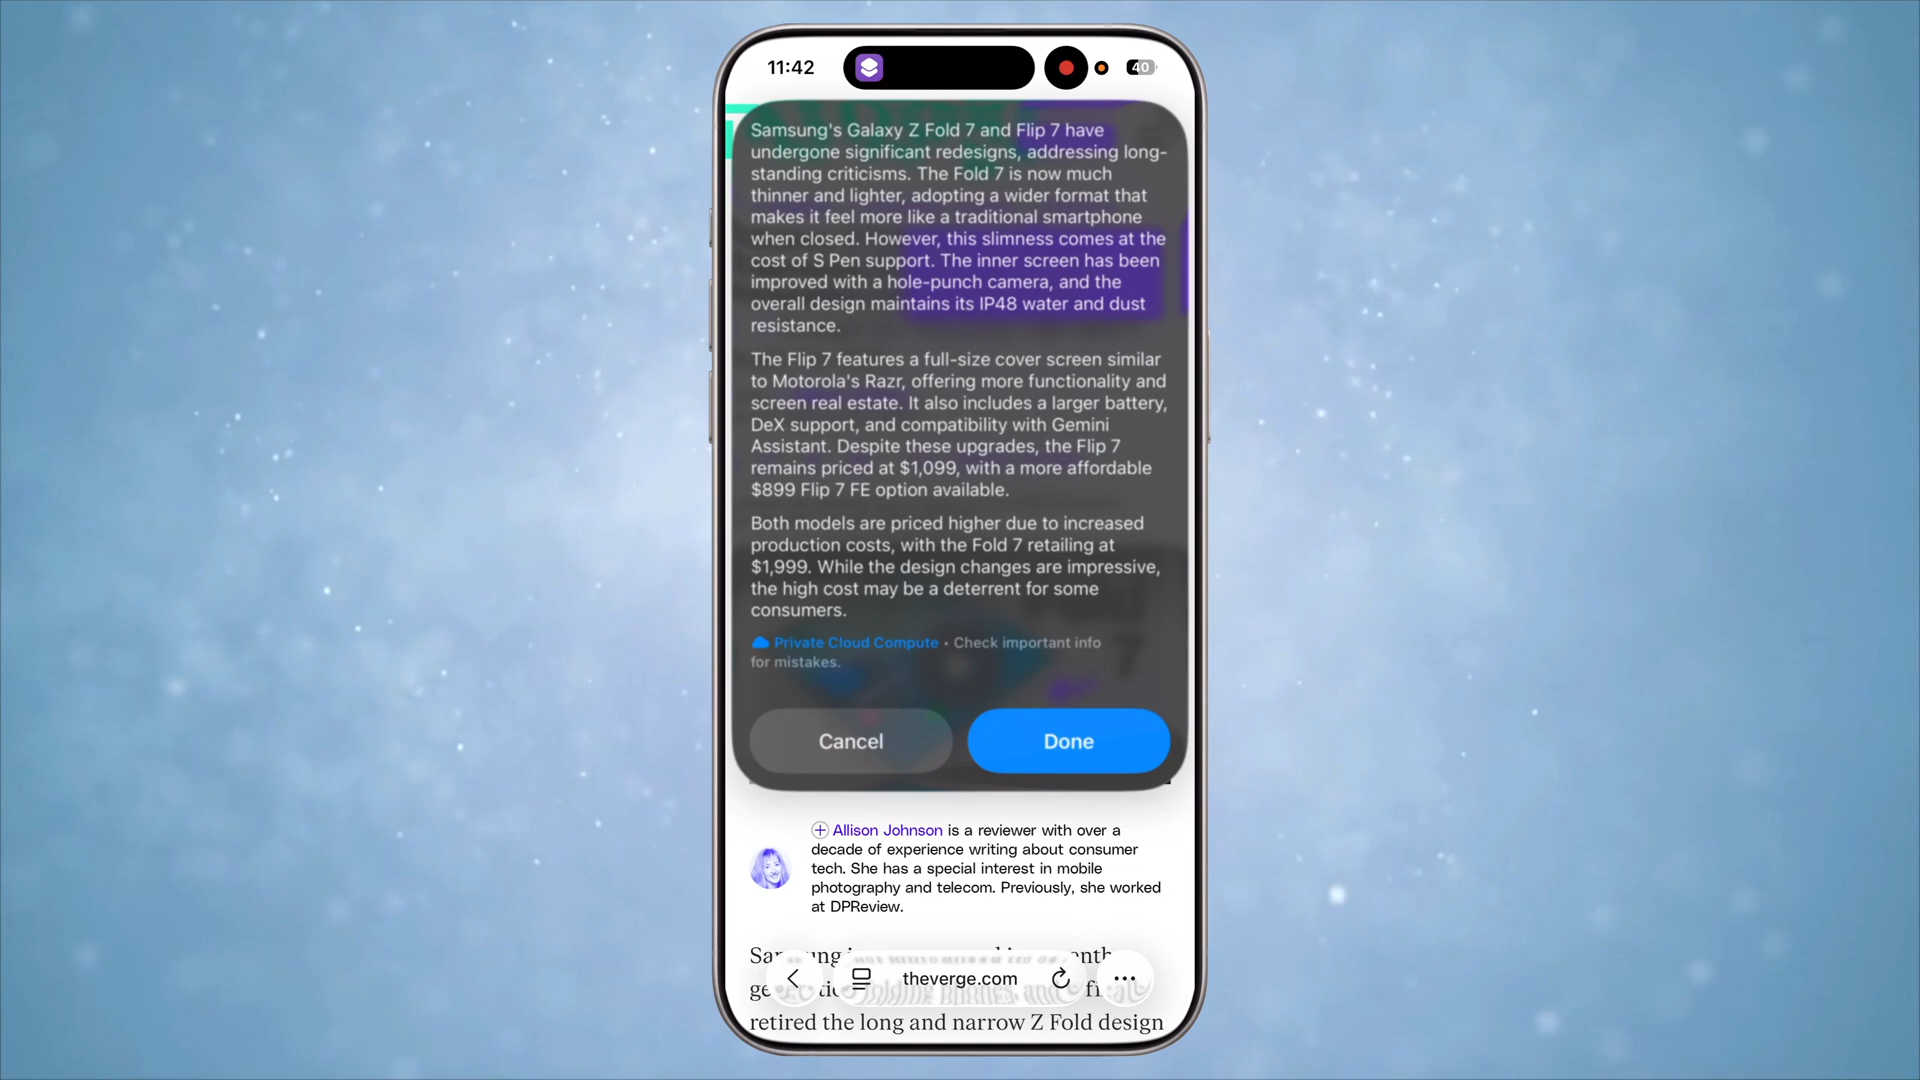 11:42
40
Samsung's Galaxy Z Fold 7 and Flip 7 have
undergone significant redesigns, addressing long-
standing criticisms. The Fold 7 is now much
thinner and lighter, adopting a wider format that
makes it feel more like a traditional smartphone
when closed. However, this slimness comes at the
cost of S Pen support. The inner screen has been
improved with a hole-punch camera, and the
overall design maintains its IP48 water and dust
resistance.
The Flip 7 features a full-size cover screen similar
to Motorola's Razr, offering more functionality and
screen real estate. It also includes a larger battery,
DeX support, and compatibility with Gemini
Assistant. Despite these upgrades, the Flip 7
remains priced at $1,099, with a more affordable
$899 Flip 7 FE option available.
Both models are priced higher due to increased
production costs, with the Fold 7 retailing at
$1,999. While the design changes are impressive,
the high cost may be a deterrent for some
consumers.
Private Cloud Compute • Check important info
for mistakes.
Cancel Done
Allison Johnson is a reviewer with over a
decade of experience writing about consumer
tech. She has a special interest in mobile
photography and telecom. Previously, she worked
at DPReview.
theverge.com
retired the long and narrow Z Fold design